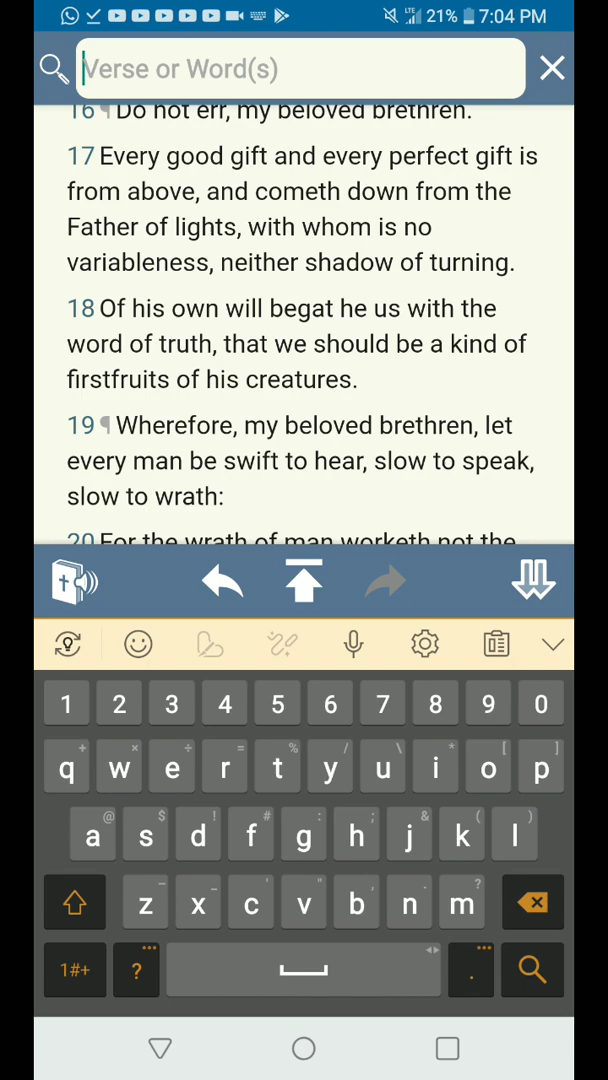 LTE 21% 7:04 PM
Verse or Word(s)
16 ¶ Do not err, my beloved brethren.
17 Every good gift and every perfect gift is
from above, and cometh down from the
Father of lights, with whom is no
variableness, neither shadow of turning.
18 Of his own will begat he us with the
word of truth, that we should be a kind of
firstfruits of his creatures.
19 ¶ Wherefore, my beloved brethren, let
every man be swift to hear, slow to speak,
slow to wrath:
20 For the wrath of man worketh not the
1 2 3 4 5 6 7 8 9 0
+ × ÷ = % / \ * [ ]
q w e r t y u i o p
@ $ ! # : ; & ( )
a s d f g h j k l
- _ ' " , . ?
z x c v b n m
1#+ ? .